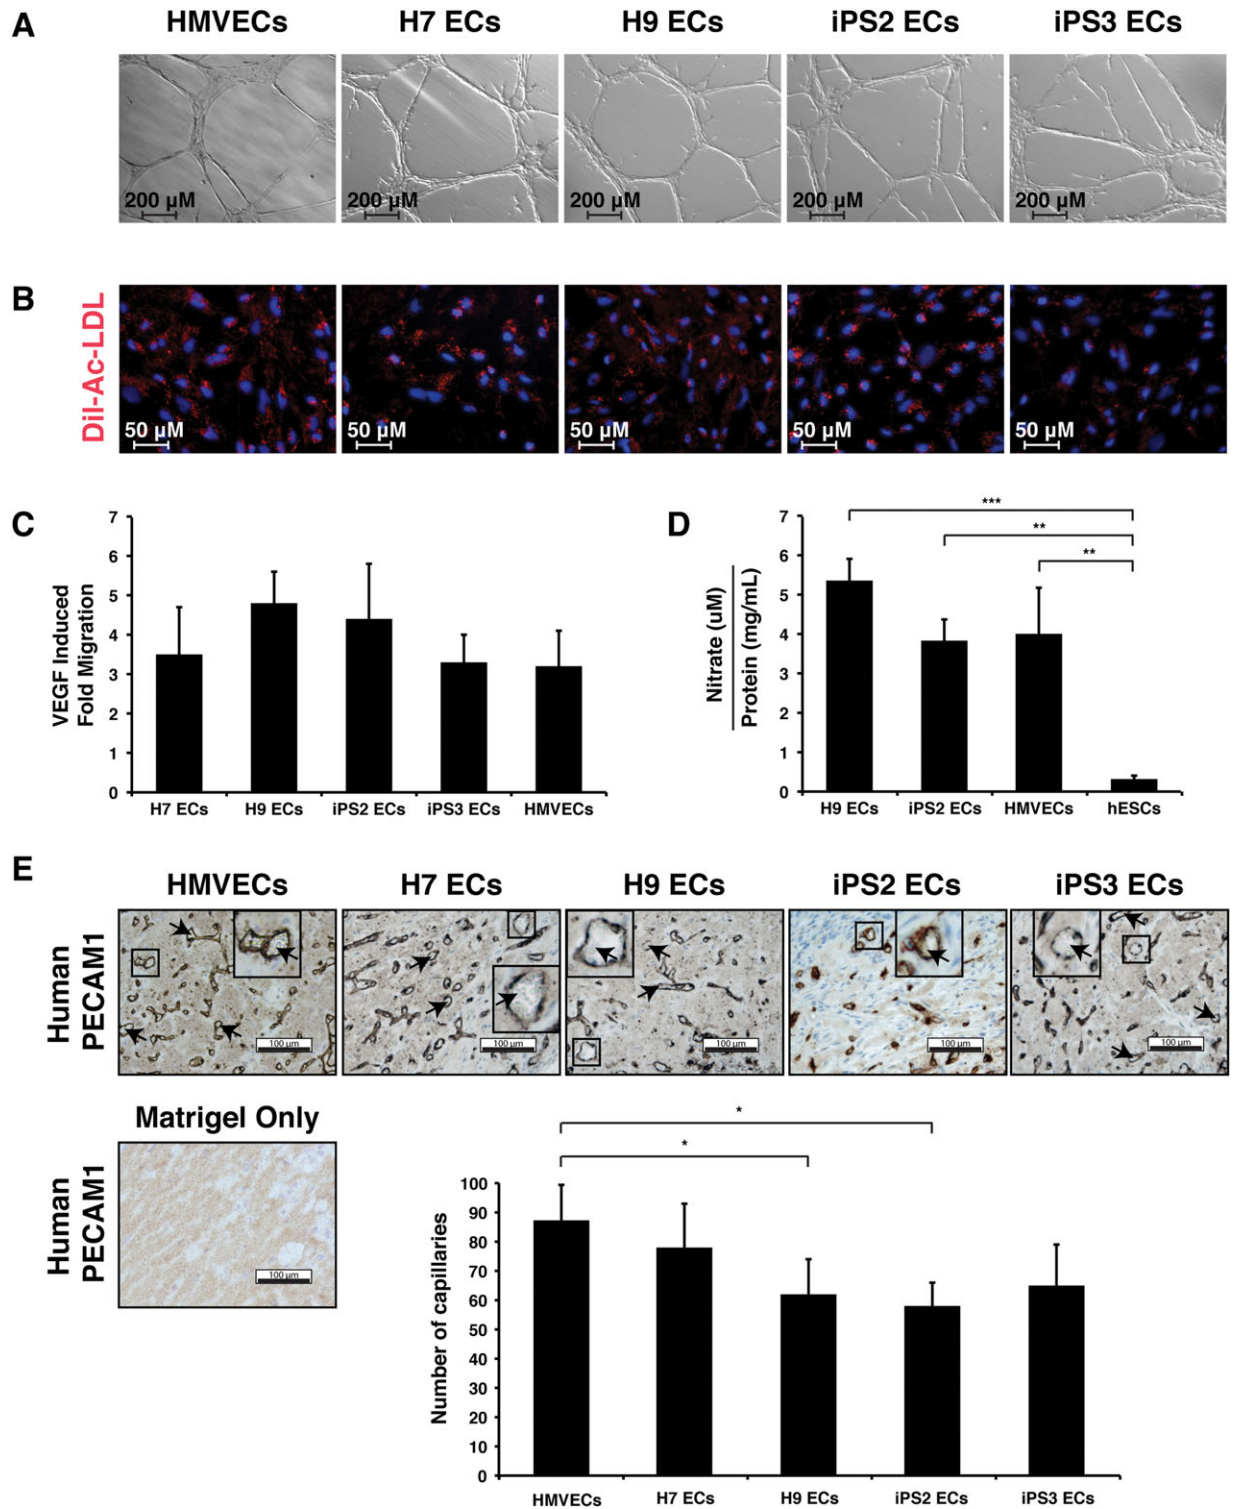 A
HMVECs H7 ECs H9 ECs iPS2 ECs iPS3 ECs
200 µM 200 µM 200 µM 200 µM 200 µM
B
Dil-Ac-LDL
50 µM 50 µM 50 µM 50 µM 50 µM
C
VEGF Induced
Fold Migration
7
6
5
4
3
2
1
0
H7 ECs H9 ECs iPS2 ECs iPS3 ECs HMVECs
D
Nitrate (uM)
Protein (mg/mL)
***
**
**
7
6
5
4
3
2
1
0
H9 ECs iPS2 ECs HMVECs hESCs
E
HMVECs H7 ECs H9 ECs iPS2 ECs iPS3 ECs
Human
PECAM1
100 µm 100 µm 100 µm 100 µm 100 µm
Matrigel Only
Human
PECAM1
100 µm
*
*
Number of capillaries
100
90
80
70
60
50
40
30
20
10
0
HMVECs H7 ECs H9 ECs iPS2 ECs iPS3 ECs